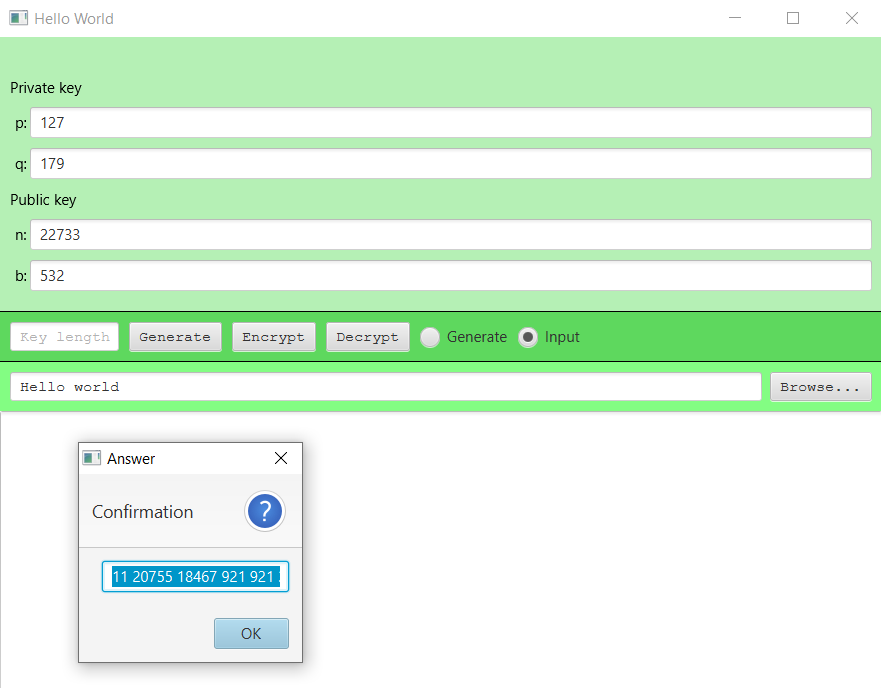 Hello World
Private key
p: 127
q: 179
Public key
n: 22733
b: 532
Key length Generate Encrypt Decrypt Generate Input
Hello world Browse...
Answer
Confirmation
?
11 20755 18467 921 921
OK